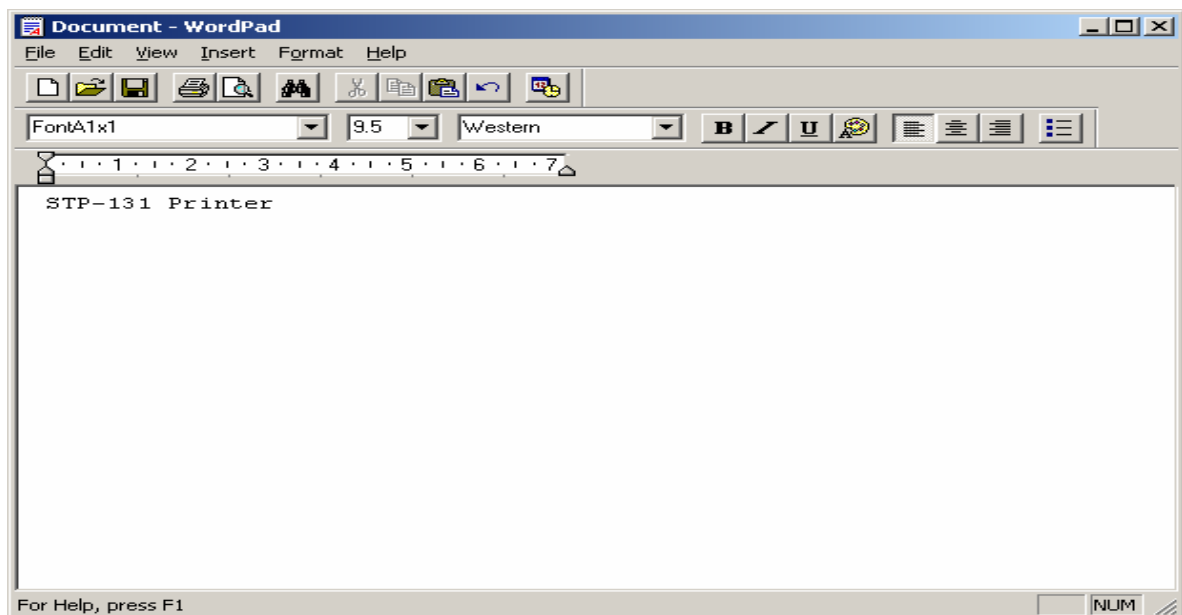 Document - WordPad
File Edit View Insert Format Help
FontA1x1 9.5 Western B U
1 2 3 4 5 6 7
STP-131 Printer
For Help, press F1 NUM